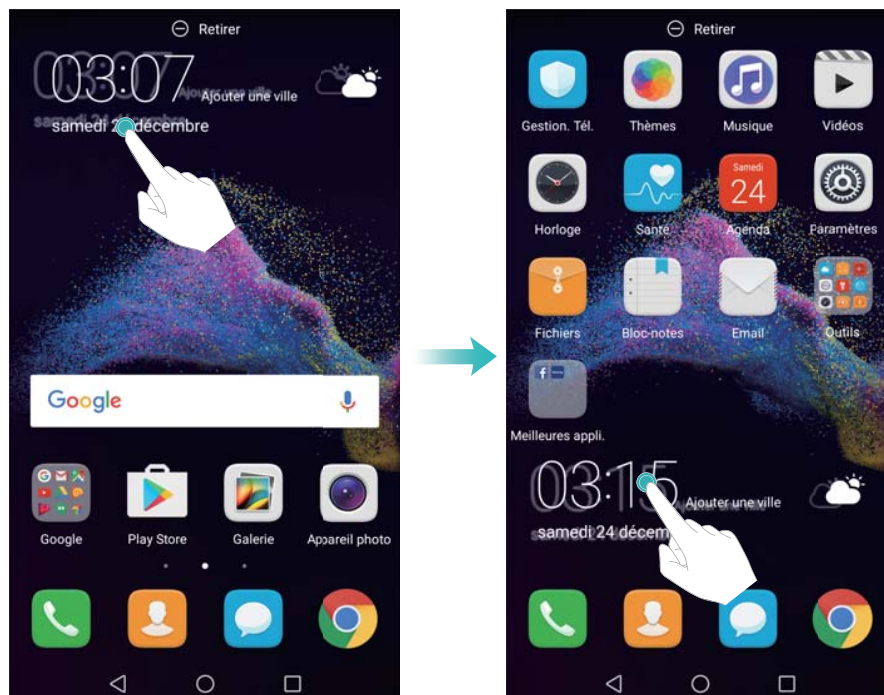 Retirer
03:07
Ajouter une ville
samedi 24 décembre
Google
Google
Play Store
Galerie
Appareil photo
Retirer
Gestion. Tél.
Thèmes
Musique
Vidéos
Samedi
24
Horloge
Santé
Agenda
Paramètres
Fichiers
Bloc-notes
Email
Outils
Meilleures appli.
03:15
Ajouter une ville
samedi 24 décem